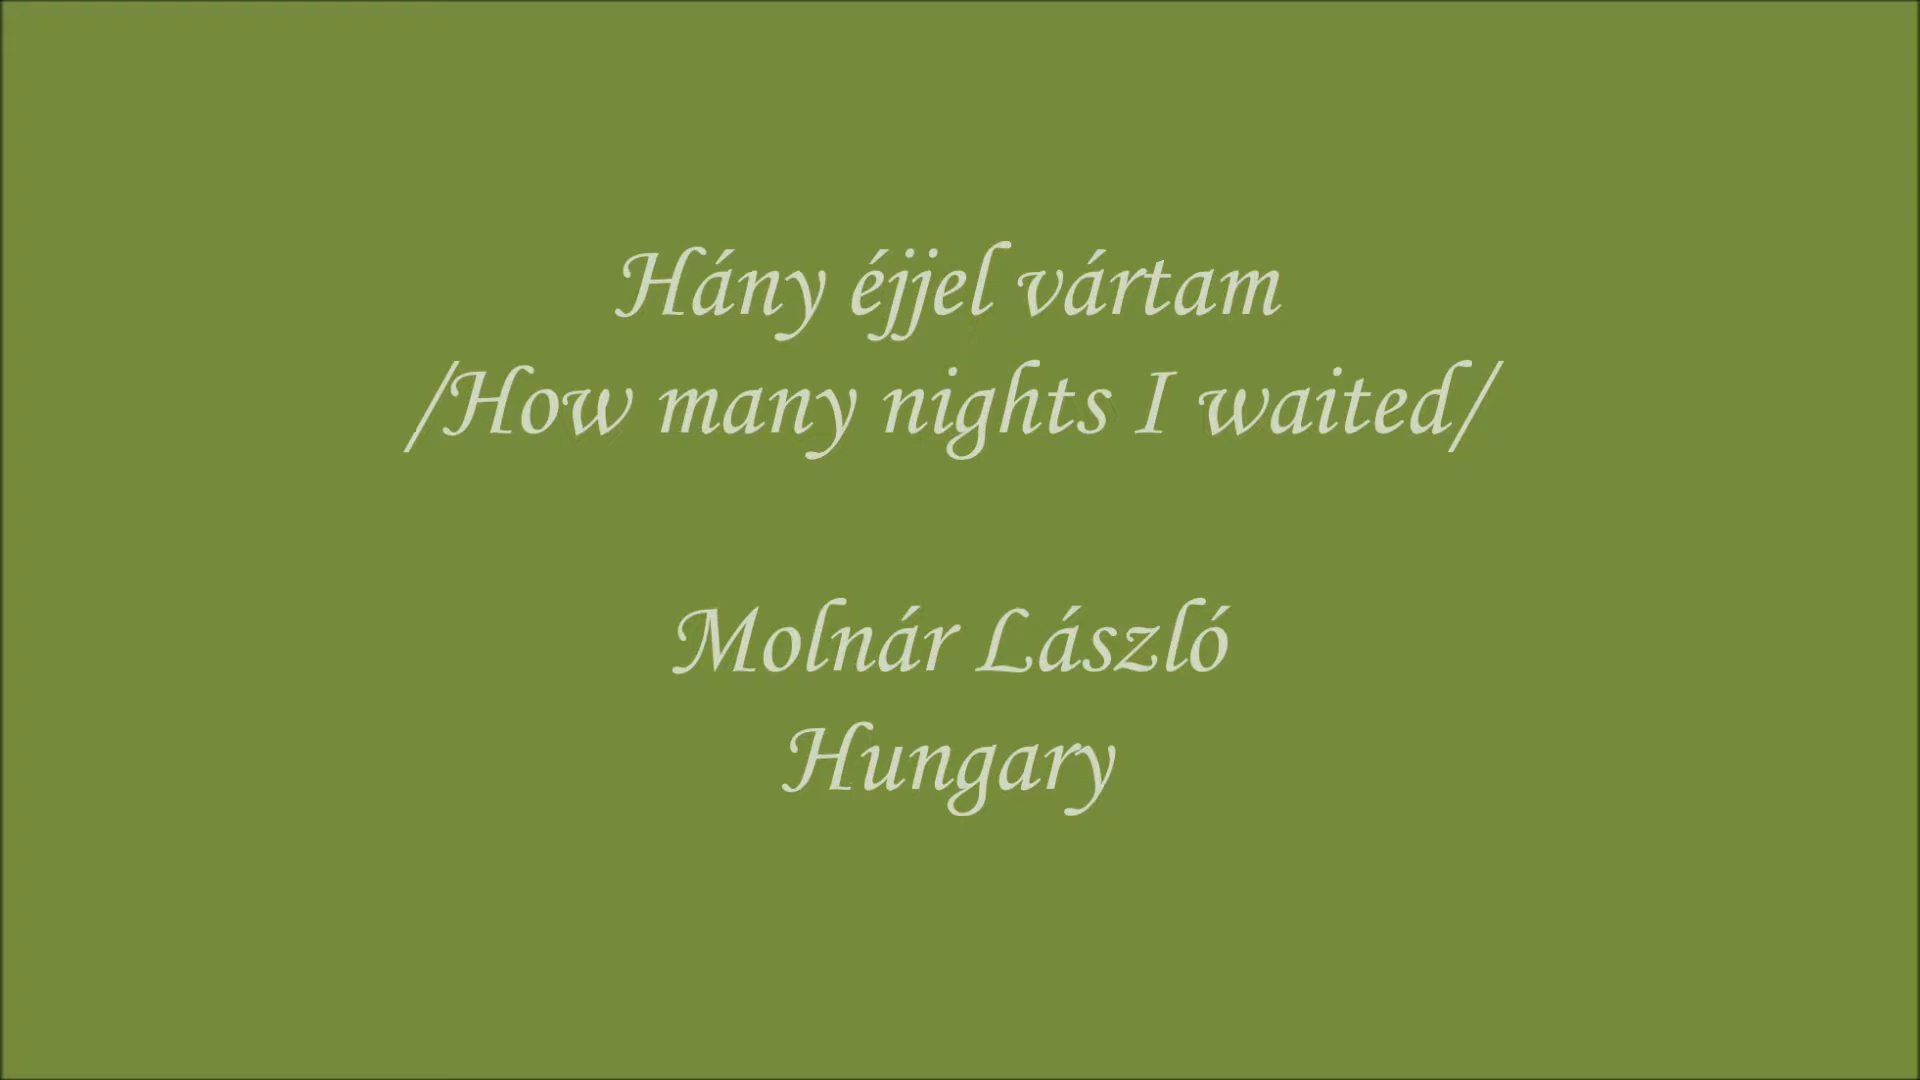 Hány éjjel vártam
/How many nights I waited/
Molnár László
Hungary